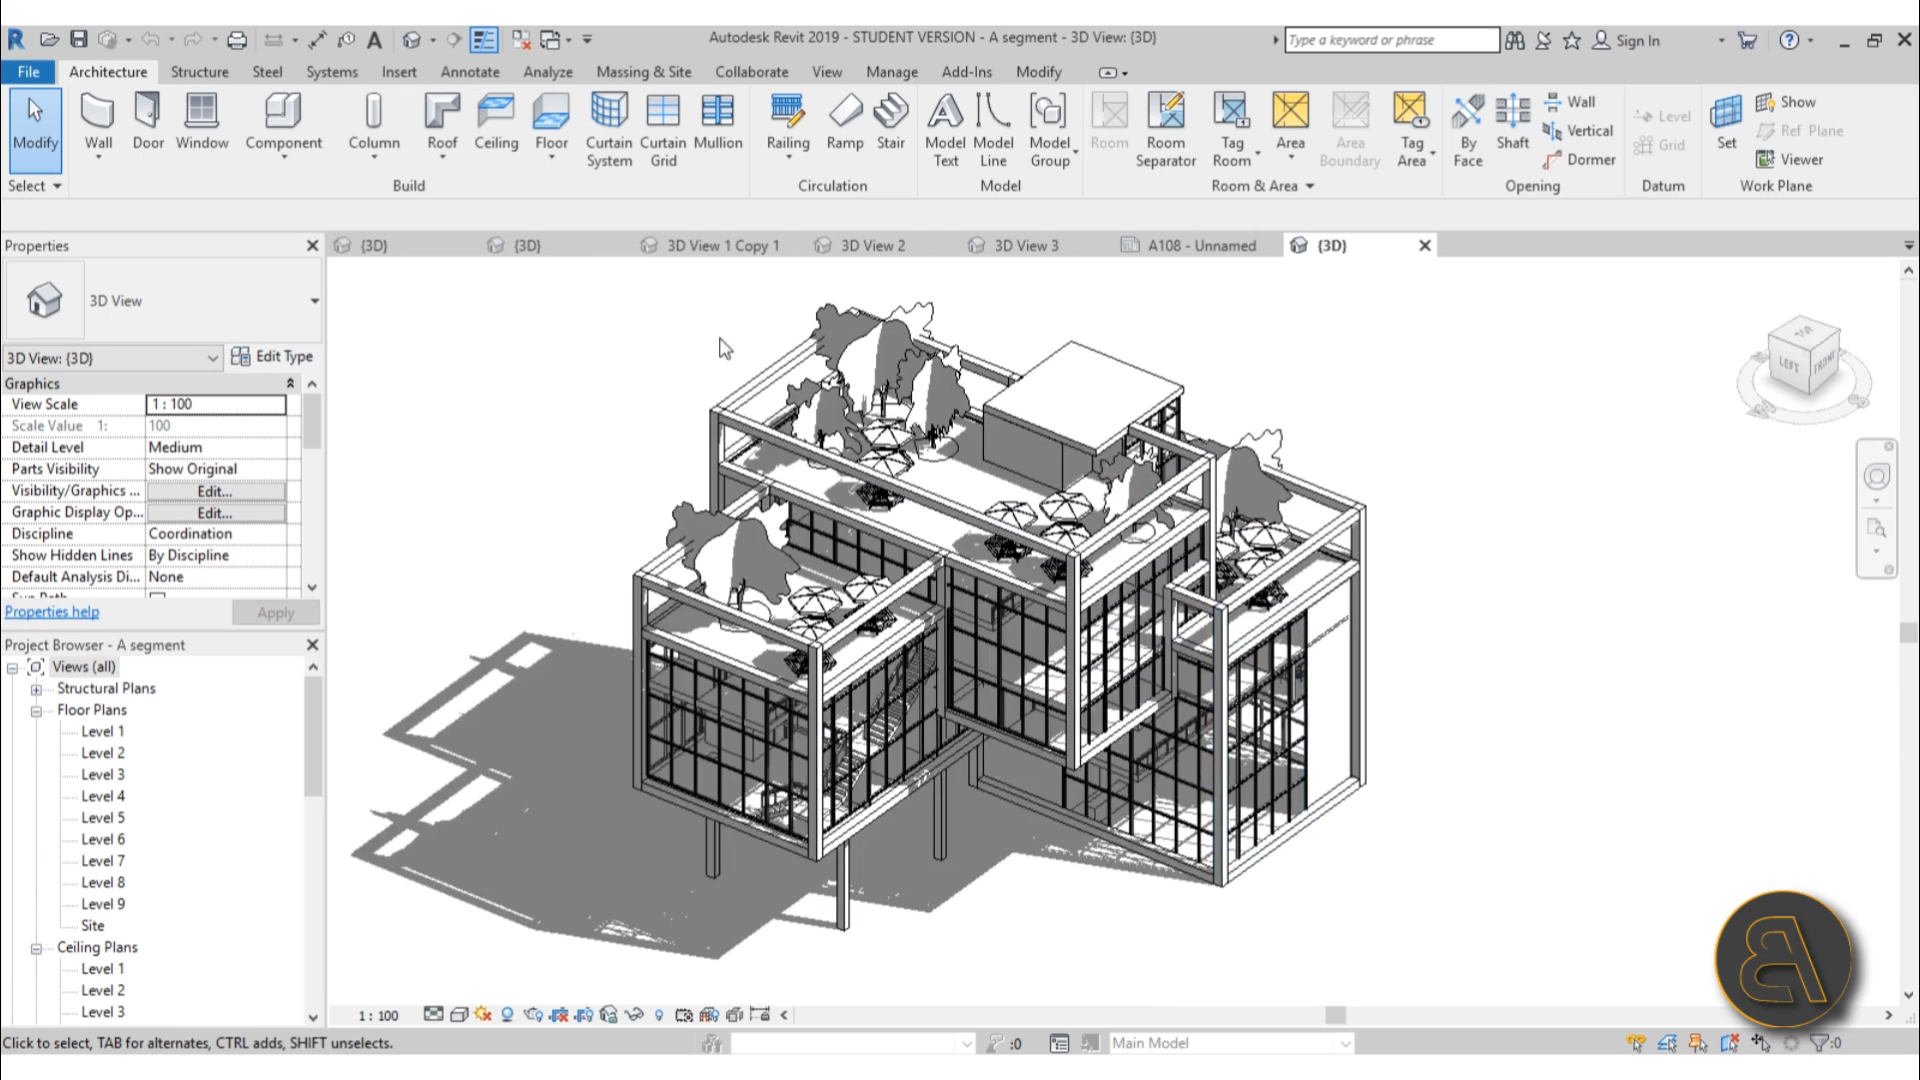 Autodesk Revit 2019 - STUDENT VERSION - A segment - 3D View: {3D}
Type a keyword or phrase
Sign In
File Architecture Structure Steel Systems Insert Annotate Analyze Massing & Site Collaborate View Manage Add-Ins Modify
Modify Wall Door Window Component Column Roof Ceiling Floor Curtain System Curtain Grid Mullion Railing Ramp Stair Model Text Model Line Model Group Room Room Separator Tag Room Area Area Boundary Tag Area By Face Shaft Wall Vertical Dormer Level Grid Set Show Ref Plane Viewer
Select Build Circulation Model Room & Area Opening Datum Work Plane
Properties
{3D} {3D} 3D View 1 Copy 1 3D View 2 3D View 3 A108 - Unnamed {3D}
3D View
3D View: {3D} Edit Type
Graphics
View Scale 1 : 100
Scale Value 1: 100
Detail Level Medium
Parts Visibility Show Original
Visibility/Graphics ... Edit...
Graphic Display Op... Edit...
Discipline Coordination
Show Hidden Lines By Discipline
Default Analysis Di... None
Properties help Apply
Project Browser - A segment
Views (all)
Structural Plans
Floor Plans
Level 1
Level 2
Level 3
Level 4
Level 5
Level 6
Level 7
Level 8
Level 9
Site
Ceiling Plans
Level 1
Level 2
Level 3
TOP
LEFT FRONT
1 : 100
Click to select, TAB for alternates, CTRL adds, SHIFT unselects.
:0
Main Model
:0